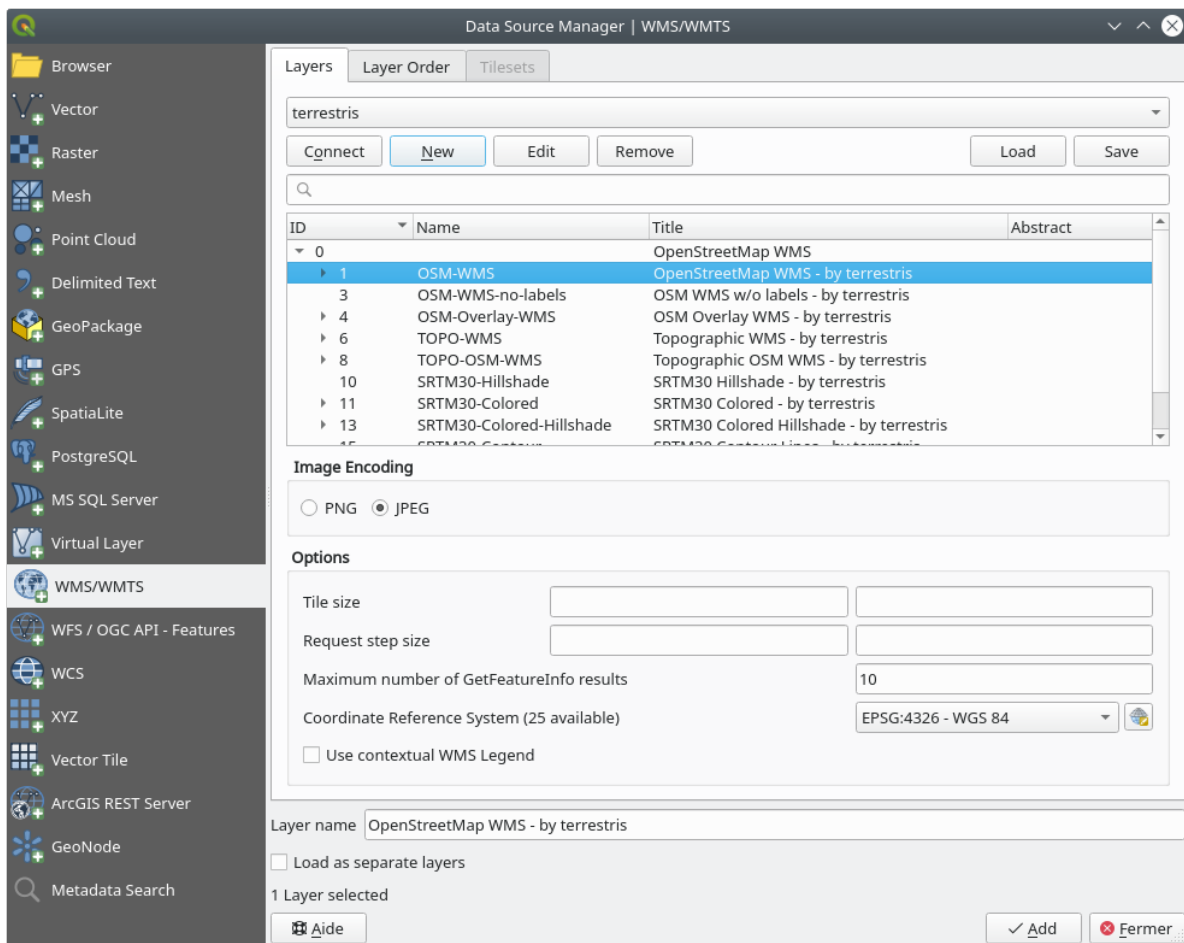 Data Source Manager | WMS/WMTS
Browser
Vector
Raster
Mesh
Point Cloud
Delimited Text
GeoPackage
GPS
SpatiaLite
PostgreSQL
MS SQL Server
Virtual Layer
WMS/WMTS
WFS / OGC API - Features
WCS
XYZ
Vector Tile
ArcGIS REST Server
GeoNode
Metadata Search
Layers Layer Order Tilesets
terrestris
Connect New Edit Remove Load Save
ID Name Title Abstract
0 OpenStreetMap WMS
1 OSM-WMS OpenStreetMap WMS - by terrestris
3 OSM-WMS-no-labels OSM WMS w/o labels - by terrestris
4 OSM-Overlay-WMS OSM Overlay WMS - by terrestris
6 TOPO-WMS Topographic WMS - by terrestris
8 TOPO-OSM-WMS Topographic OSM WMS - by terrestris
10 SRTM30-Hillshade SRTM30 Hillshade - by terrestris
11 SRTM30-Colored SRTM30 Colored - by terrestris
13 SRTM30-Colored-Hillshade SRTM30 Colored Hillshade - by terrestris
15 SRTM30-Contour SRTM30 Contour Lines - by terrestris
Image Encoding
PNG JPEG
Options
Tile size
Request step size
Maximum number of GetFeatureInfo results 10
Coordinate Reference System (25 available) EPSG:4326 - WGS 84
Use contextual WMS Legend
Layer name OpenStreetMap WMS - by terrestris
Load as separate layers
1 Layer selected
Aide Add Fermer